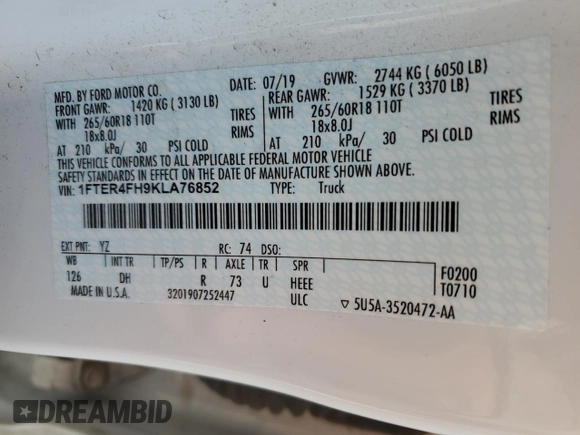 MFD. BY FORD MOTOR CO. DATE: 07/19 GVWR: 2744 KG ( 6050 LB)
FRONT GAWR: 1420 KG ( 3130 LB) REAR GAWR: 1529 KG ( 3370 LB)
WITH 265/60R18 110T TIRES WITH 265/60R18 110T TIRES
18x8.0J RIMS 18x8.0J RIMS
AT 210 kPa/ 30 PSI COLD AT 210 kPa/ 30 PSI COLD
THIS VEHICLE CONFORMS TO ALL APPLICABLE FEDERAL MOTOR VEHICLE
SAFETY STANDARDS IN EFFECT ON THE DATE OF MANUFACTURE SHOWN ABOVE.
VIN: 1FTER4FH9KLA76852 TYPE: Truck
EXT PNT: YZ RC: 74 DSO:
WB INT TR TP/PS R AXLE TR SPR F0200
126 DH R 73 U HEEE T0710
MADE IN U.S.A. 3201907252447 ULC ▽ 5U5A-3520472-AA
DREAMBID